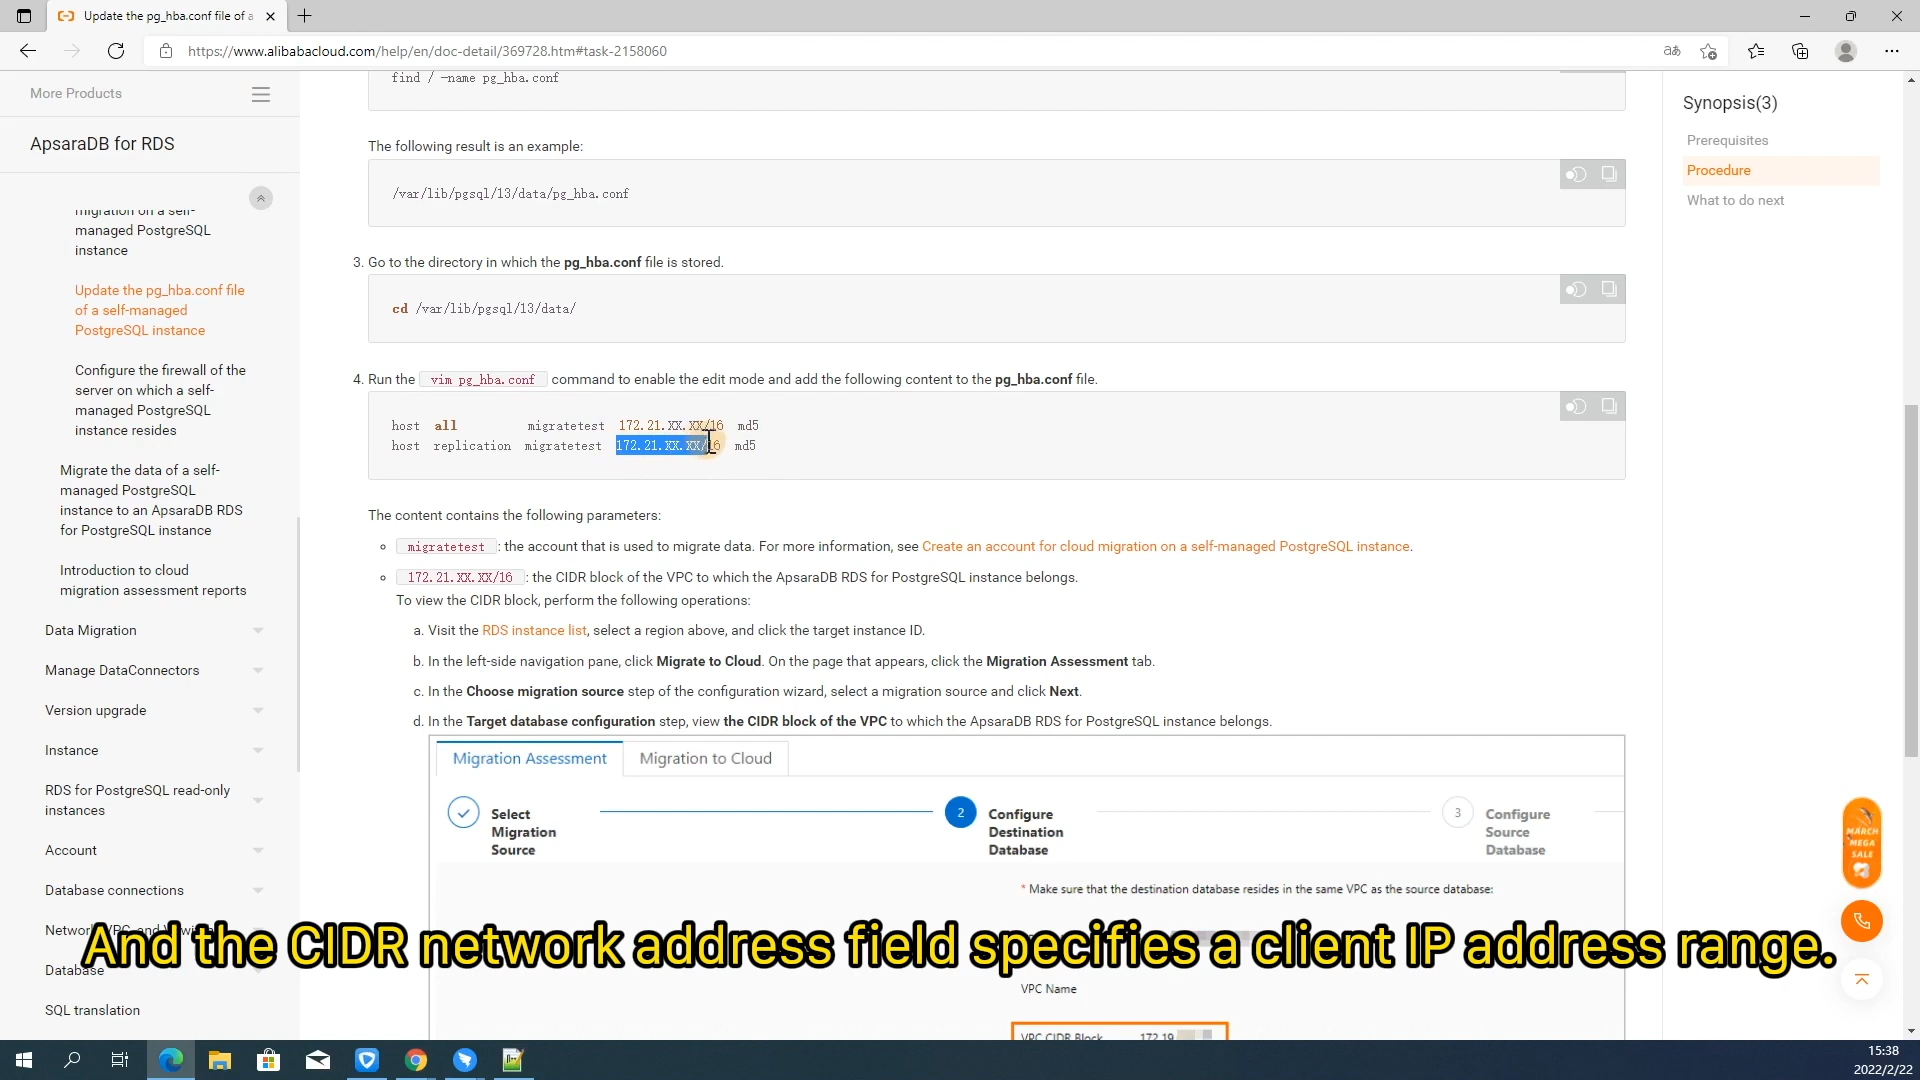 Update the pg_hba.conf file of a
https://www.alibabacloud.com/help/en/doc-detail/369728.htm#task-2158060
More Products
ApsaraDB for RDS
migration on a self-
managed PostgreSQL
instance
Update the pg_hba.conf file
of a self-managed
PostgreSQL instance
Configure the firewall of the
server on which a self-
managed PostgreSQL
instance resides
Migrate the data of a self-
managed PostgreSQL
instance to an ApsaraDB RDS
for PostgreSQL instance
Introduction to cloud
migration assessment reports
Data Migration
Manage DataConnectors
Version upgrade
Instance
RDS for PostgreSQL read-only
instances
Account
Database connections
Network, VPC, and
Database
SQL translation
find / -name pg_hba.conf
The following result is an example:
/var/lib/pgsql/13/data/pg_hba.conf
3. Go to the directory in which the pg_hba.conf file is stored.
cd /var/lib/pgsql/13/data/
4. Run the vim pg_hba.conf command to enable the edit mode and add the following content to the pg_hba.conf file.
host all migratetest 172.21.XX.XX/16 md5
host replication migratetest 172.21.XX.XX/16 md5
The content contains the following parameters:
migratetest : the account that is used to migrate data. For more information, see Create an account for cloud migration on a self-managed PostgreSQL instance.
172.21.XX.XX/16 : the CIDR block of the VPC to which the ApsaraDB RDS for PostgreSQL instance belongs.
To view the CIDR block, perform the following operations:
a. Visit the RDS instance list, select a region above, and click the target instance ID.
b. In the left-side navigation pane, click Migrate to Cloud. On the page that appears, click the Migration Assessment tab.
c. In the Choose migration source step of the configuration wizard, select a migration source and click Next.
d. In the Target database configuration step, view the CIDR block of the VPC to which the ApsaraDB RDS for PostgreSQL instance belongs.
Migration Assessment Migration to Cloud
Select
Migration
Source
2 Configure
Destination
Database
3 Configure
Source
Database
* Make sure that the destination database resides in the same VPC as the source database:
VPC Name
VPC CIDR Block 172.19
Synopsis(3)
Prerequisites
Procedure
What to do next
MARCH
MEGA
SALE
And the CIDR network address field specifies a client IP address range.
15:38
2022/2/22